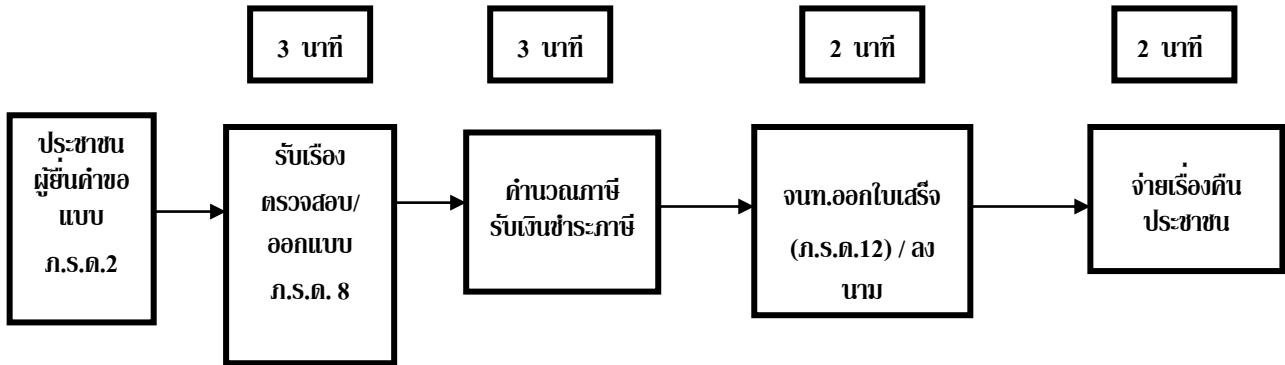 3 นาที
3 นาที
2 นาที
2 นาที
ประชาชน
ผู้ยื่นคำขอ
แบบ
ภ.ร.ด.2
รับเรื่อง
ตรวจสอบ/
ออกแบบ
ภ.ร.ด. 8
คำนวณภาษี
รับเงินชำระภาษี
จนท.ออกใบเสร็จ
(ภ.ร.ด.12) / ลง
นาม
จ่ายเรื่องคืน
ประชาชน